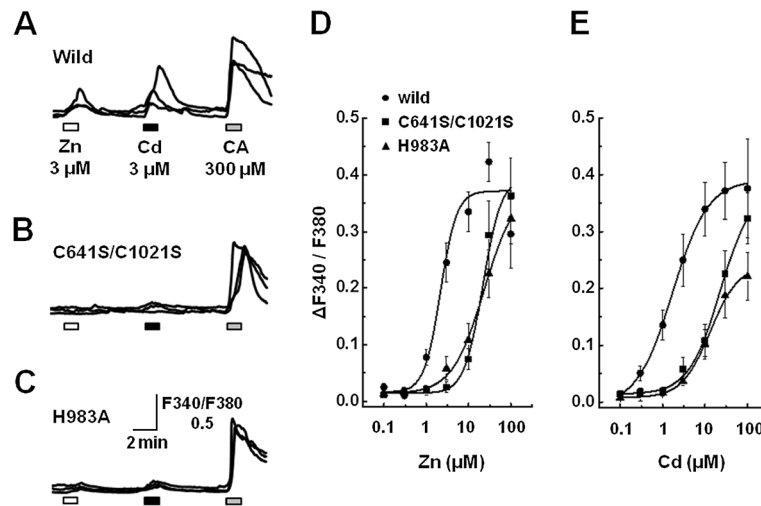 A
Wild
Zn
3 µM
Cd
3 µM
CA
300 µM
B
C641S/C1021S
C
H983A
F340/F380
0.5
2 min
D
wild
C641S/C1021S
H983A
ΔF340 / F380
0.5
0.4
0.3
0.2
0.1
0.0
0.1
1
10
100
Zn (µM)
E
0.5
0.4
0.3
0.2
0.1
0.0
0.1
1
10
100
Cd (µM)